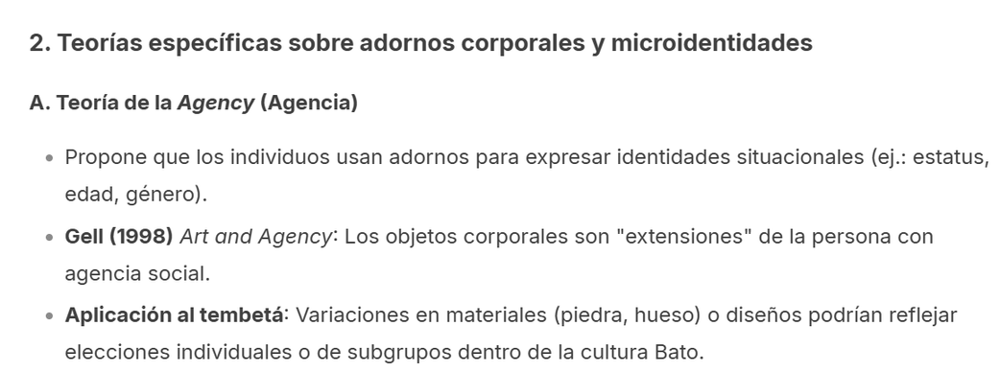 2. Teorías específicas sobre adornos corporales y microidentidades
A. Teoría de la Agency (Agencia)
• Propone que los individuos usan adornos para expresar identidades situacionales (ej.: estatus,
edad, género).
• Gell (1998) Art and Agency: Los objetos corporales son "extensiones" de la persona con
agencia social.
• Aplicación al tembetá: Variaciones en materiales (piedra, hueso) o diseños podrían reflejar
elecciones individuales o de subgrupos dentro de la cultura Bato.